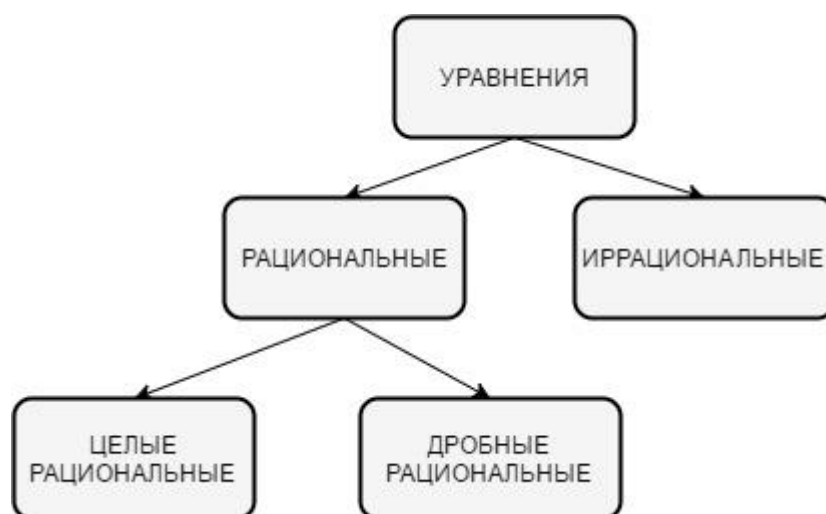 УРАВНЕНИЯ
РАЦИОНАЛЬНЫЕ
ИРРАЦИОНАЛЬНЫЕ
ЦЕЛЫЕ
РАЦИОНАЛЬНЫЕ
ДРОБНЫЕ
РАЦИОНАЛЬНЫЕ